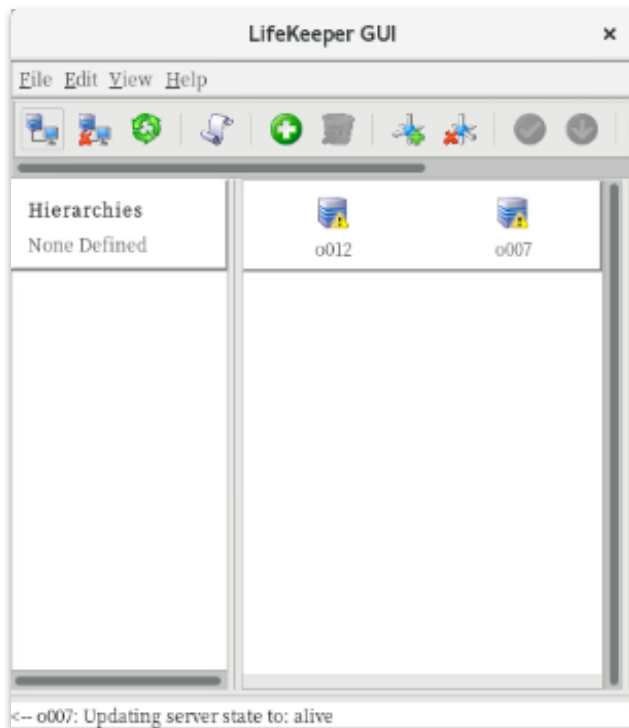 LifeKeeper GUI
File Edit View Help
Hierarchies
None Defined
o012
o007
<-- o007: Updating server state to: alive